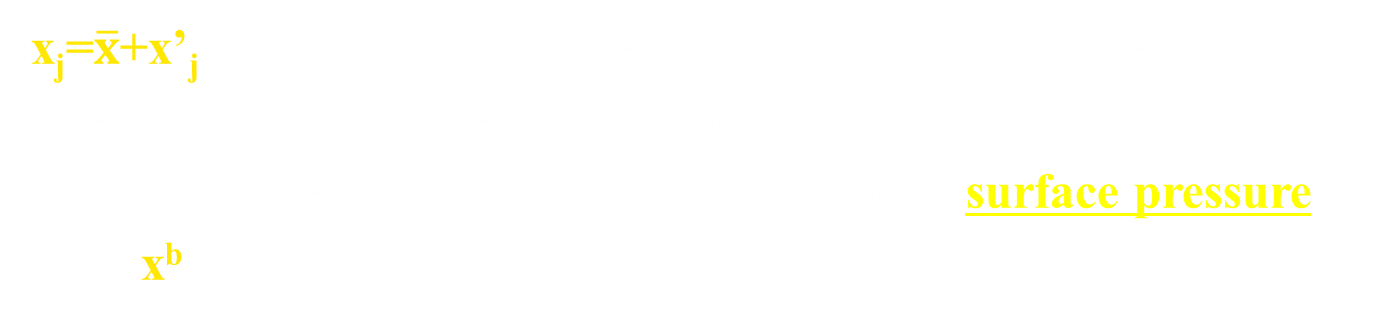 xⱼ=x̄+x’ⱼ
surface pressure
xᵇ